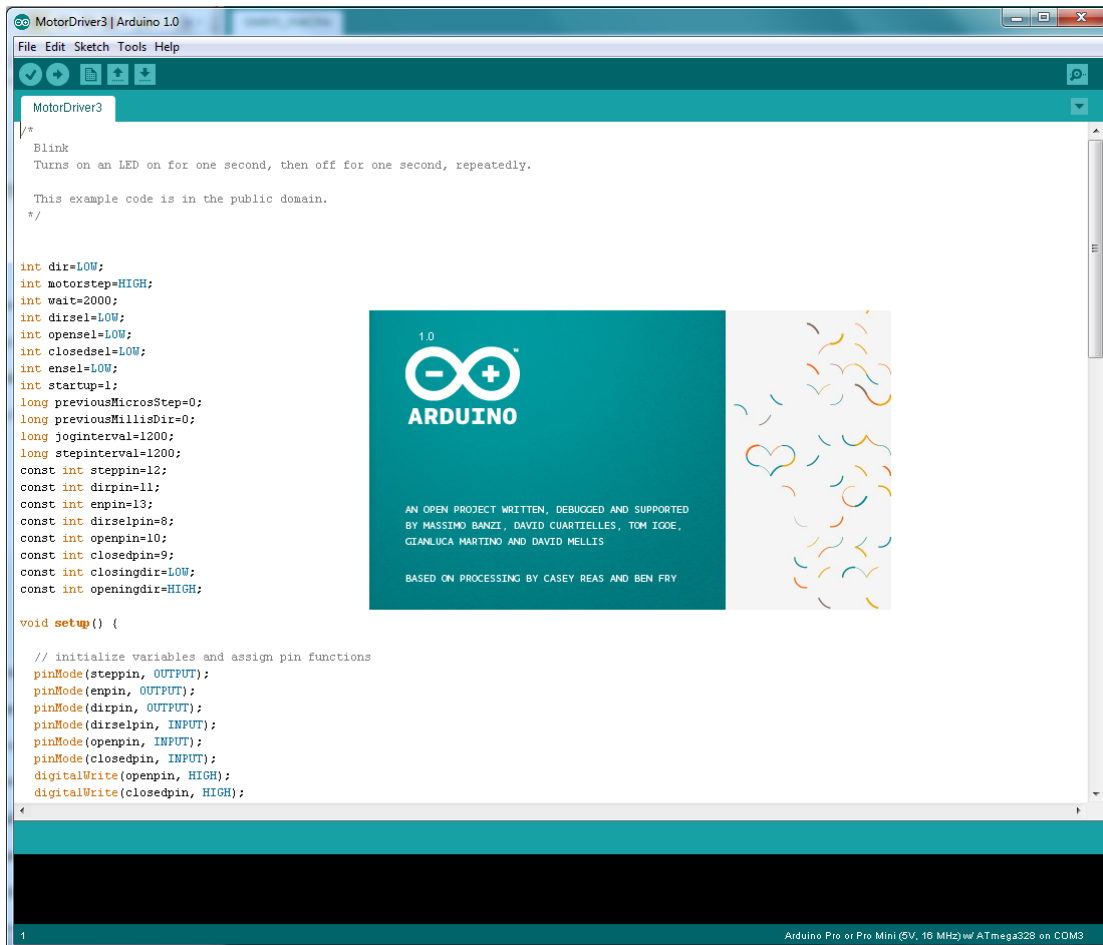 MotorDriver3 | Arduino 1.0
File Edit Sketch Tools Help
MotorDriver3
/*
Blink
Turns on an LED on for one second, then off for one second, repeatedly.
This example code is in the public domain.
*/
int dir=LOW;
int motorstep=HIGH;
int wait=2000;
int dirsel=LOW;
int opensel=LOW;
int closedsel=LOW;
int ensel=LOW;
int startup=1;
long previousMicrosStep=0;
long previousMillisDir=0;
long joginterval=1200;
long stepinterval=1200;
const int steppin=12;
const int dirpin=11;
const int enpin=13;
const int dirselpin=8;
const int openpin=10;
const int closedpin=9;
const int closingdir=LOW;
const int openingdir=HIGH;
void setup() {
// initialize variables and assign pin functions
pinMode(steppin, OUTPUT);
pinMode(enpin, OUTPUT);
pinMode(dirpin, OUTPUT);
pinMode(dirselpin, INPUT);
pinMode(openpin, INPUT);
pinMode(closedpin, INPUT);
digitalWrite(openpin, HIGH);
digitalWrite(closedpin, HIGH);
1.0
TM
ARDUINO
AN OPEN PROJECT WRITTEN, DEBUGGED AND SUPPORTED
BY MASSIMO BANZI, DAVID CUARTIELLES, TOM IGOE,
GIANLUCA MARTINO AND DAVID MELLIS
BASED ON PROCESSING BY CASEY REAS AND BEN FRY
1
Arduino Pro or Pro Mini (5V, 16 MHz) w/ ATmega328 on COM3